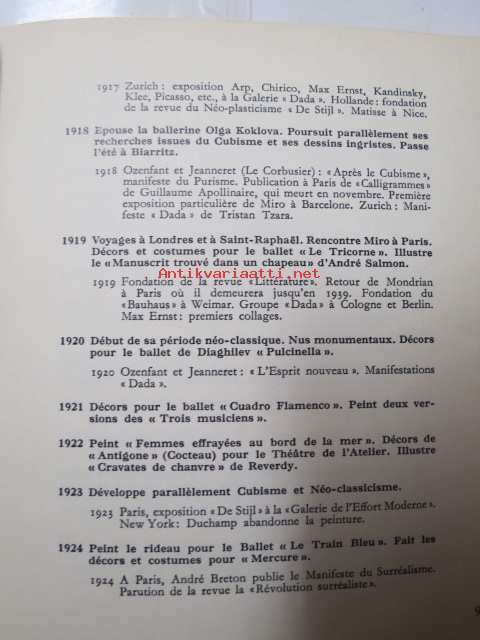 1917 Zurich : exposition Arp, Chirico, Max Ernst, Kandinsky,
Klee, Picasso, etc., à la Galerie « Dada ». Hollande : fondation
de la revue du Néo-plasticisme « De Stijl ». Matisse à Nice.
1918 Epouse la ballerine Olga Koklova. Poursuit parallèlement ses
recherches issues du Cubisme et ses dessins ingristes. Passe
l'été à Biarritz.
1918 Ozenfant et Jeanneret (Le Corbusier) : « Après le Cubisme »,
manifeste du Purisme. Publication à Paris de « Calligrammes »
de Guillaume Apollinaire, qui meurt en novembre. Première
exposition particulière de Miro à Barcelone. Zurich : Mani-
feste « Dada » de Tristan Tzara.
1919 Voyages à Londres et à Saint-Raphaël. Rencontre Miro à Paris.
Décors et costumes pour le ballet « Le Tricorne ». Illustre
le « Manuscrit trouvé dans un chapeau » d'André Salmon.
Antikvariaatti.net
1919 Fondation de la revue « Littérature ». Retour de Mondrian
à Paris où il demeurera jusqu'en 1939. Fondation du
« Bauhaus » à Weimar. Groupe « Dada » à Cologne et Berlin.
Max Ernst : premiers collages.
1920 Début de sa période néo-classique. Nus monumentaux. Décors
pour le ballet de Diaghilev « Pulcinella ».
1920 Ozenfant et Jeanneret : « L'Esprit nouveau ». Manifestations
« Dada ».
1921 Décors pour le ballet « Cuadro Flamenco ». Peint deux ver-
sions des « Trois musiciens ».
1922 Peint « Femmes effrayées au bord de la mer ». Décors de
« Antigone » (Cocteau) pour le Théâtre de l'Atelier. Illustre
« Cravates de chanvre » de Reverdy.
1923 Développe parallèlement Cubisme et Néo-classicisme.
1923 Paris, exposition « De Stijl » à la « Galerie de l'Effort Moderne ».
New York : Duchamp abandonne la peinture.
1924 Peint le rideau pour le Ballet « Le Train Bleu ». Fait les
décors et costumes pour « Mercure ».
1924 A Paris, André Breton publie le Manifeste du Surréalisme.
Parution de la revue la « Révolution surréaliste ».